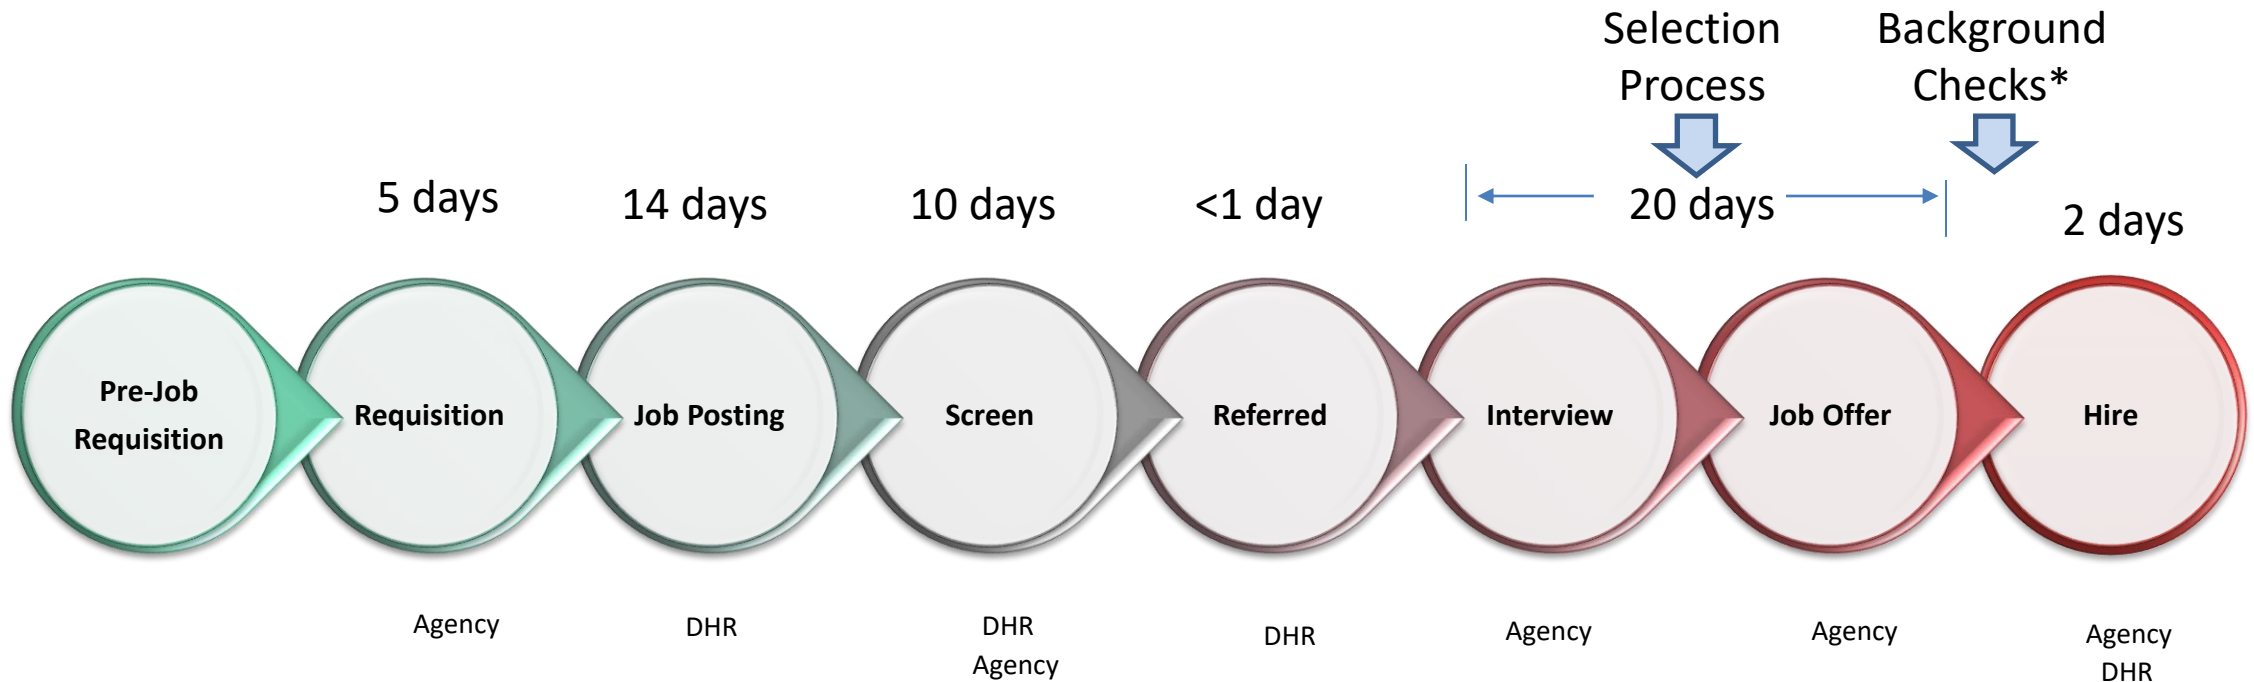 Selection
Process
Background
Checks*
5 days
14 days
10 days
<1 day
20 days
2 days
Pre-Job
Requisition
Requisition
Job Posting
Screen
Referred
Interview
Job Offer
Hire
Agency
DHR
DHR
Agency
DHR
Agency
Agency
Agency
DHR